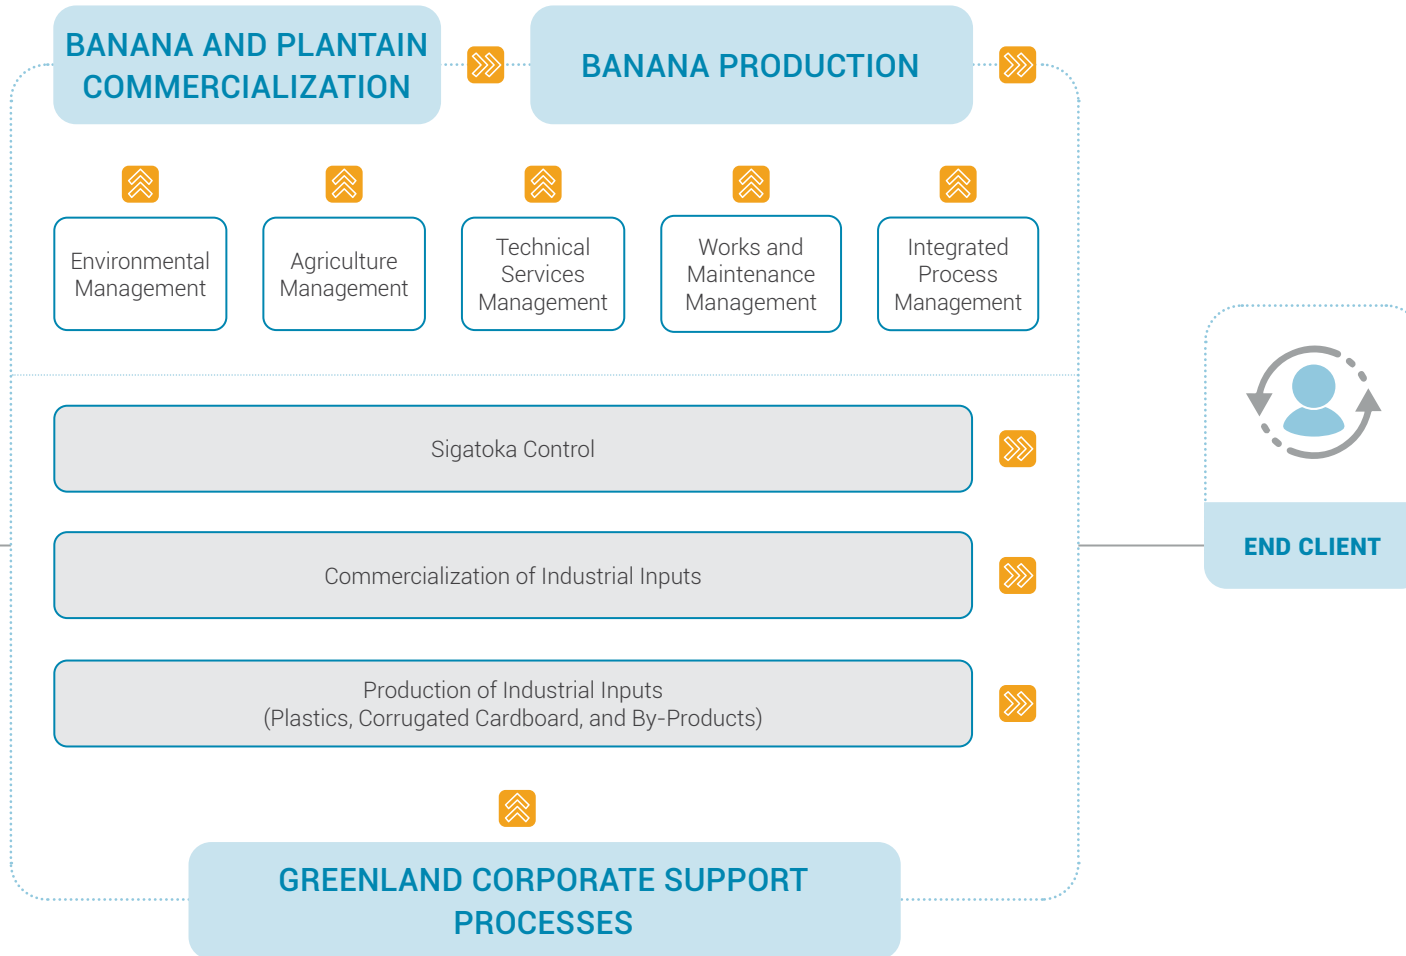 BANANA AND PLANTAIN
COMMERCIALIZATION
BANANA PRODUCTION
Environmental
Management
Agriculture
Management
Technical
Services
Management
Works and
Maintenance
Management
Integrated
Process
Management
Sigatoka Control
Commercialization of Industrial Inputs
Production of Industrial Inputs
(Plastics, Corrugated Cardboard, and By-Products)
GREENLAND CORPORATE SUPPORT
PROCESSES
END CLIENT